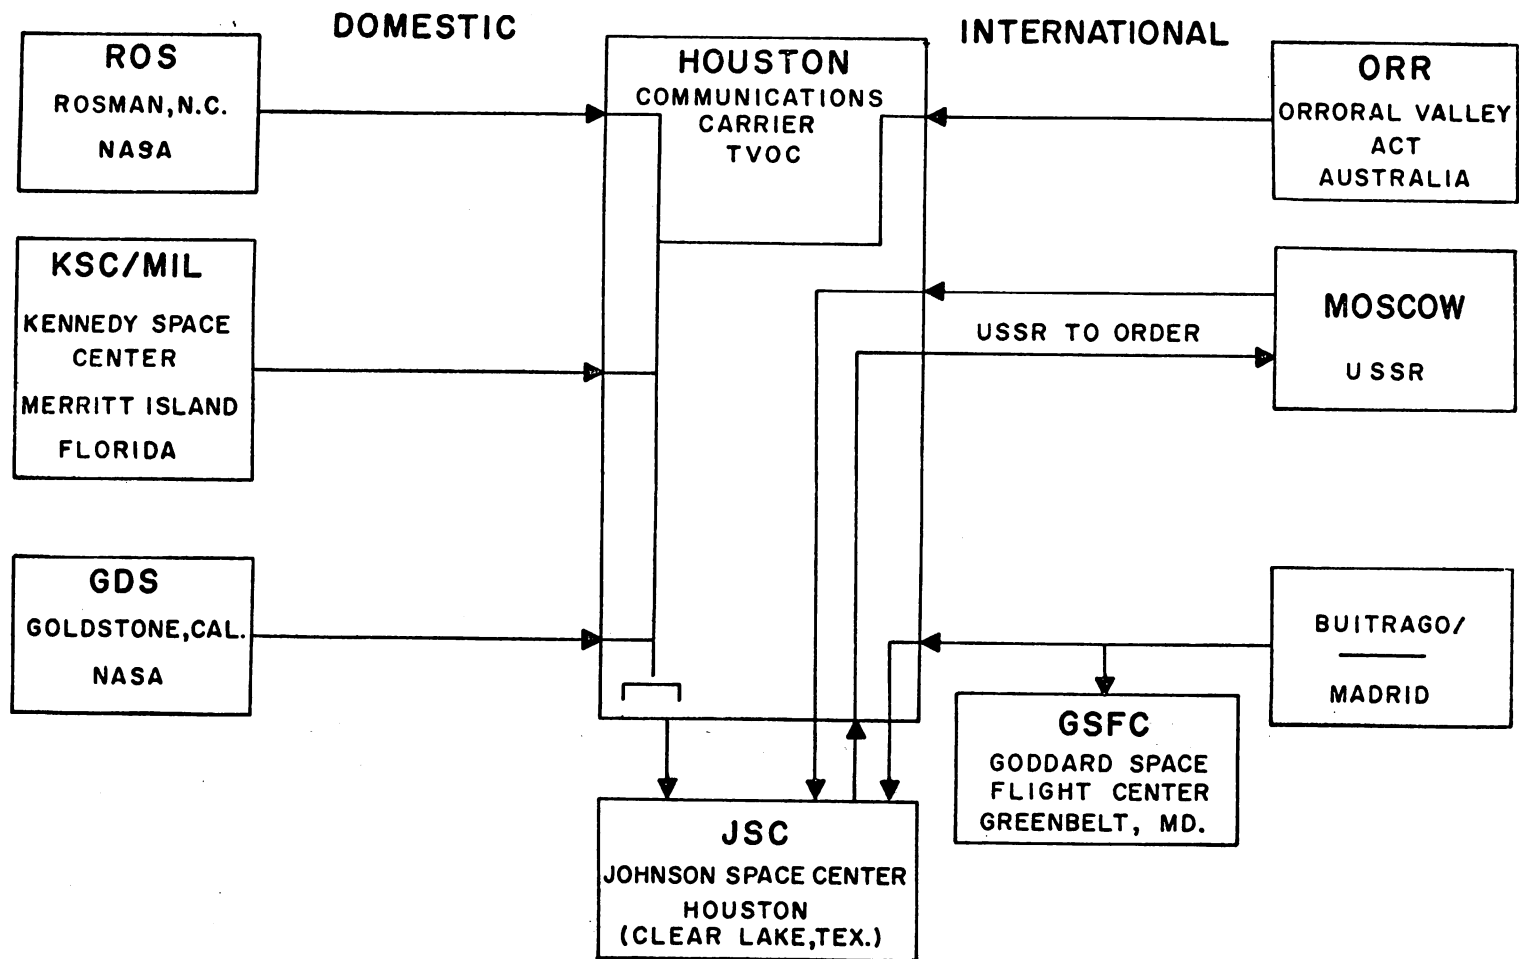 DOMESTIC
INTERNATIONAL
ROS
ROSMAN, N.C.
NASA
KSC/MIL
KENNEDY SPACE
CENTER
MERRITT ISLAND
FLORIDA
GDS
GOLDSTONE, CAL.
NASA
HOUSTON
COMMUNICATIONS
CARRIER
TVOC
ORR
ORRORAL VALLEY
ACT
AUSTRALIA
MOSCOW
USSR
USSR TO ORDER
BUITRAGO/
MADRID
GSFC
GODDARD SPACE
FLIGHT CENTER
GREENBELT, MD.
JSC
JOHNSON SPACE CENTER
HOUSTON
(CLEAR LAKE, TEX.)